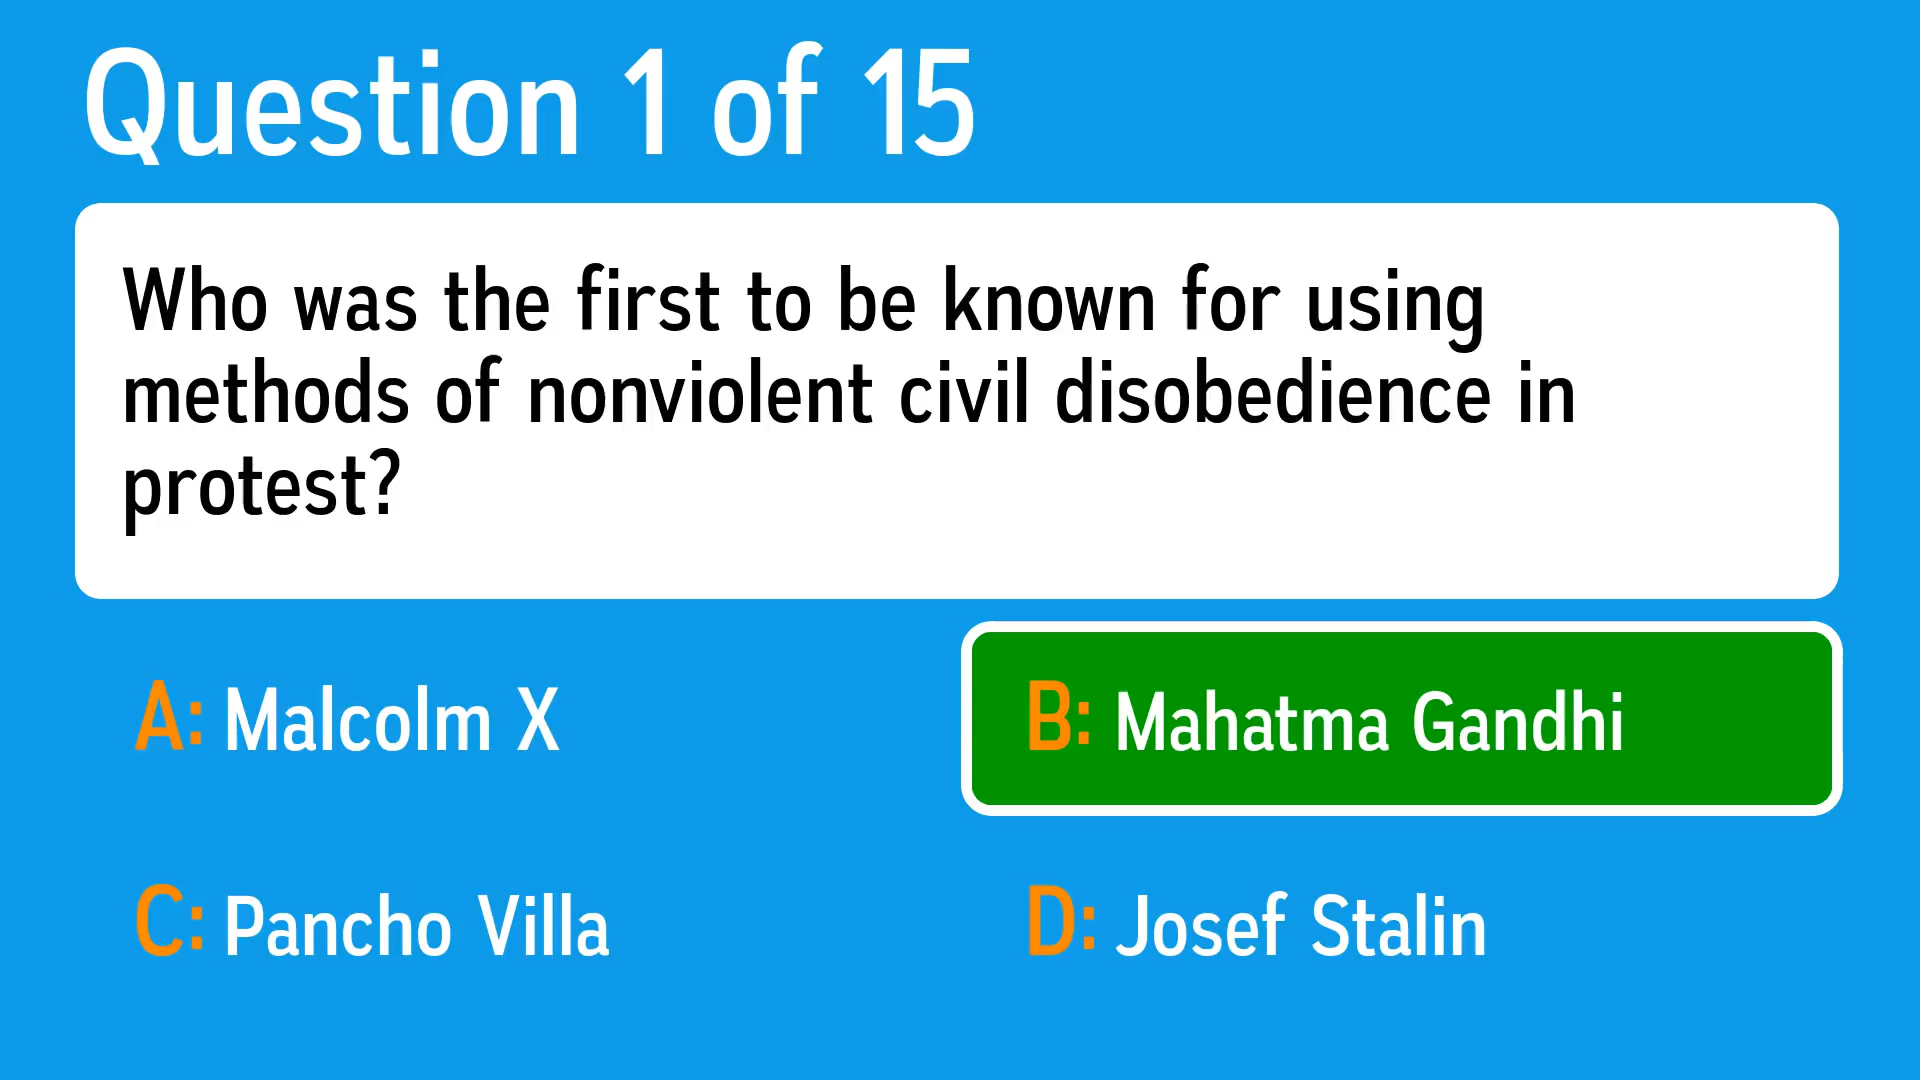 Question 1 of 15
Who was the first to be known for using
methods of nonviolent civil disobedience in
protest?
A: Malcolm X
B: Mahatma Gandhi
C: Pancho Villa
D: Josef Stalin